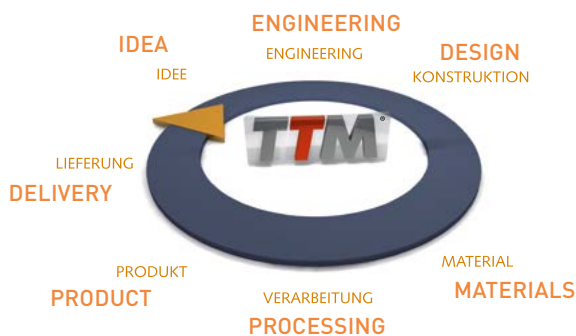 ENGINEERING
ENGINEERING
IDEA
IDEE
DESIGN
KONSTRUKTION
TTM®
LIEFERUNG
DELIVERY
MATERIAL
MATERIALS
PRODUKT
PRODUCT
VERARBEITUNG
PROCESSING